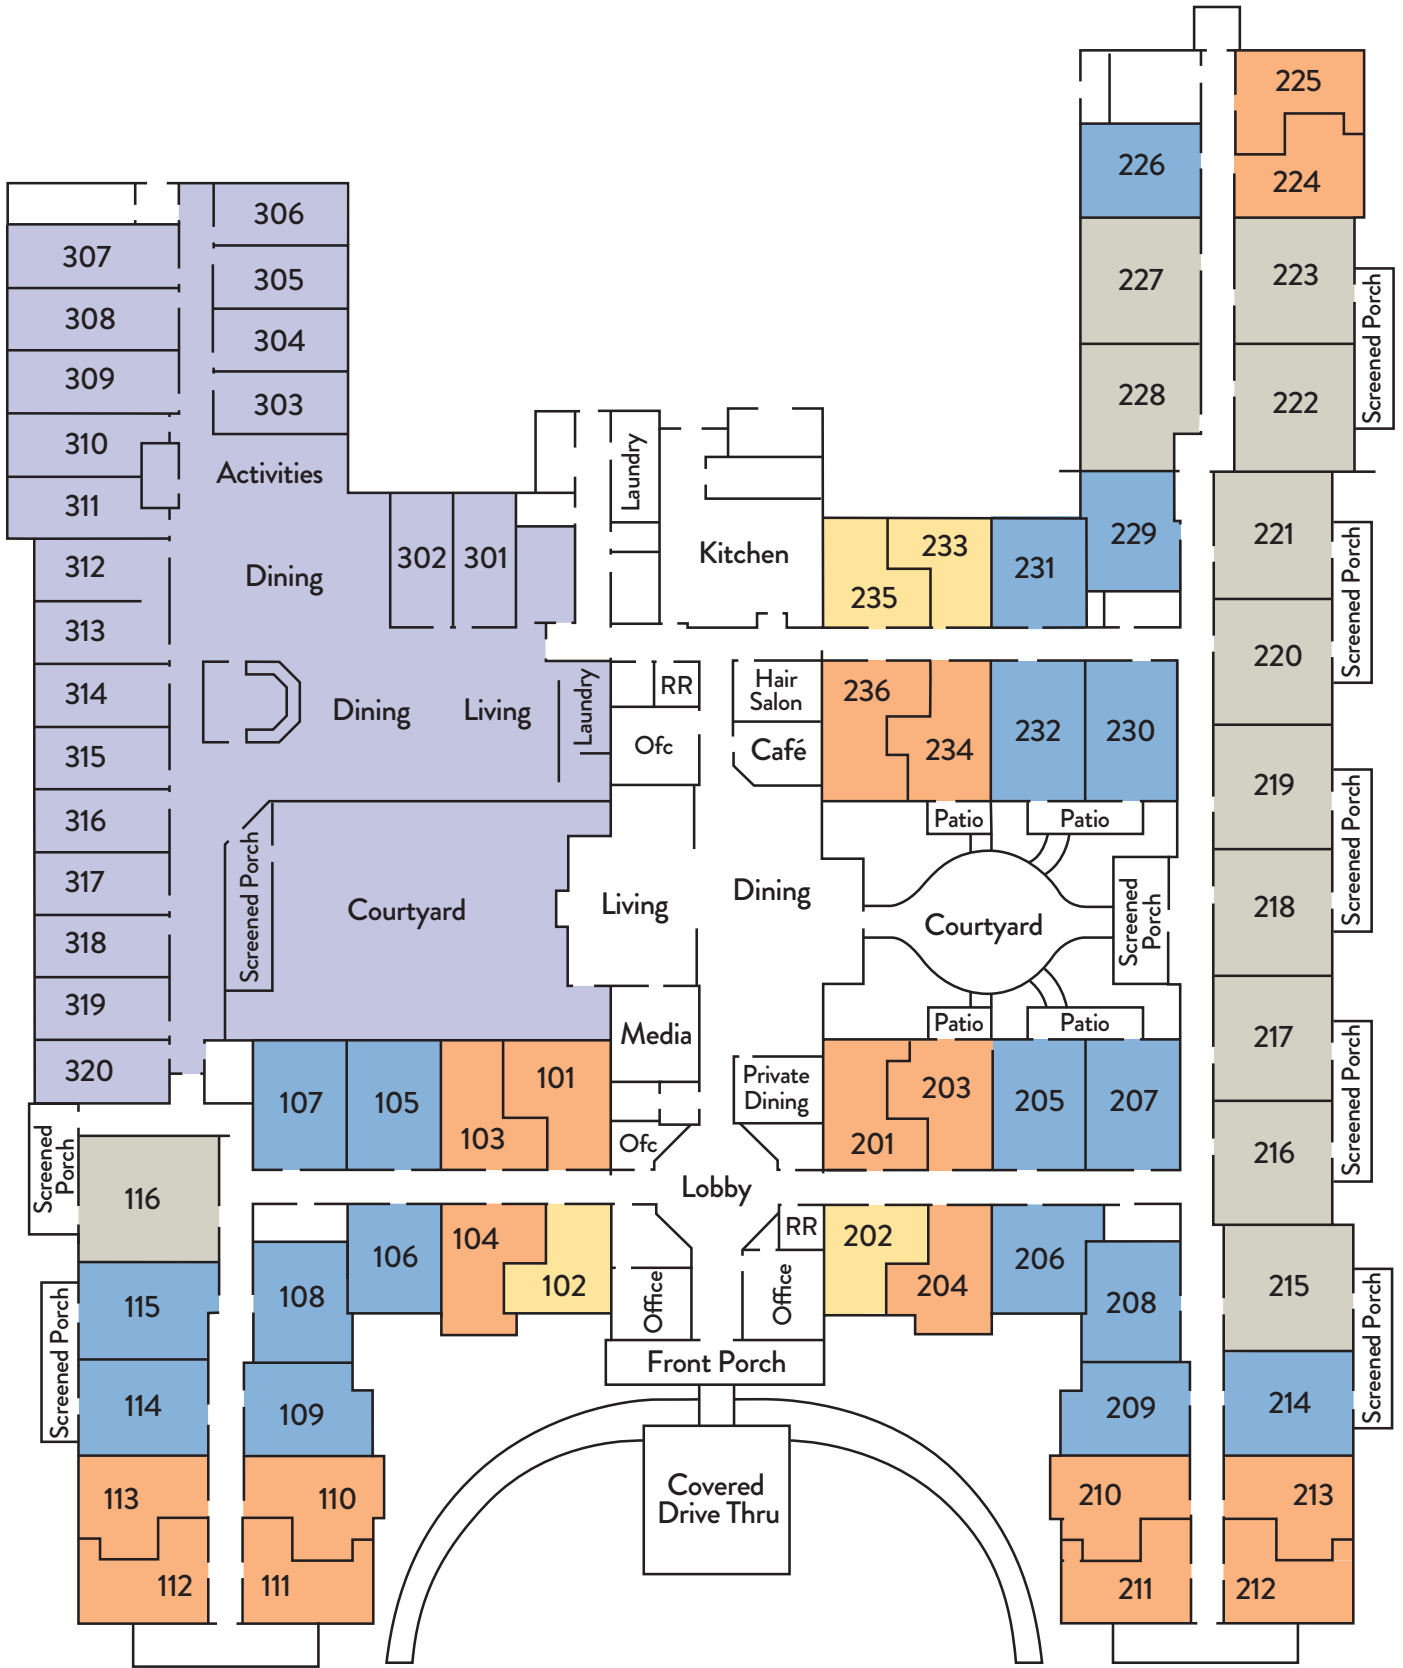 225
226
224
306
307
305
227
223
Screened Porch
308
304
309
303
228
222
310
Activities
Laundry
311
302
301
Kitchen
233
231
229
221
Screened Porch
312
Dining
235
313
220
314
Dining
Living
Laundry
RR
Hair
Salon
236
232
230
315
Ofc
Café
234
219
Screened Porch
316
Patio
Patio
317
Screened Porch
Courtyard
Living
Dining
Courtyard
Screened
Porch
218
318
319
Media
Patio
Patio
217
Screened Porch
320
107
105
101
103
Private
Dining
203
201
205
207
Ofc
216
Screened
Porch
116
Lobby
106
104
102
RR
202
204
206
115
108
Office
Office
208
215
Screened Porch
Front Porch
Screened Porch
114
109
209
214
113
110
Covered
Drive Thru
210
213
112
111
211
212